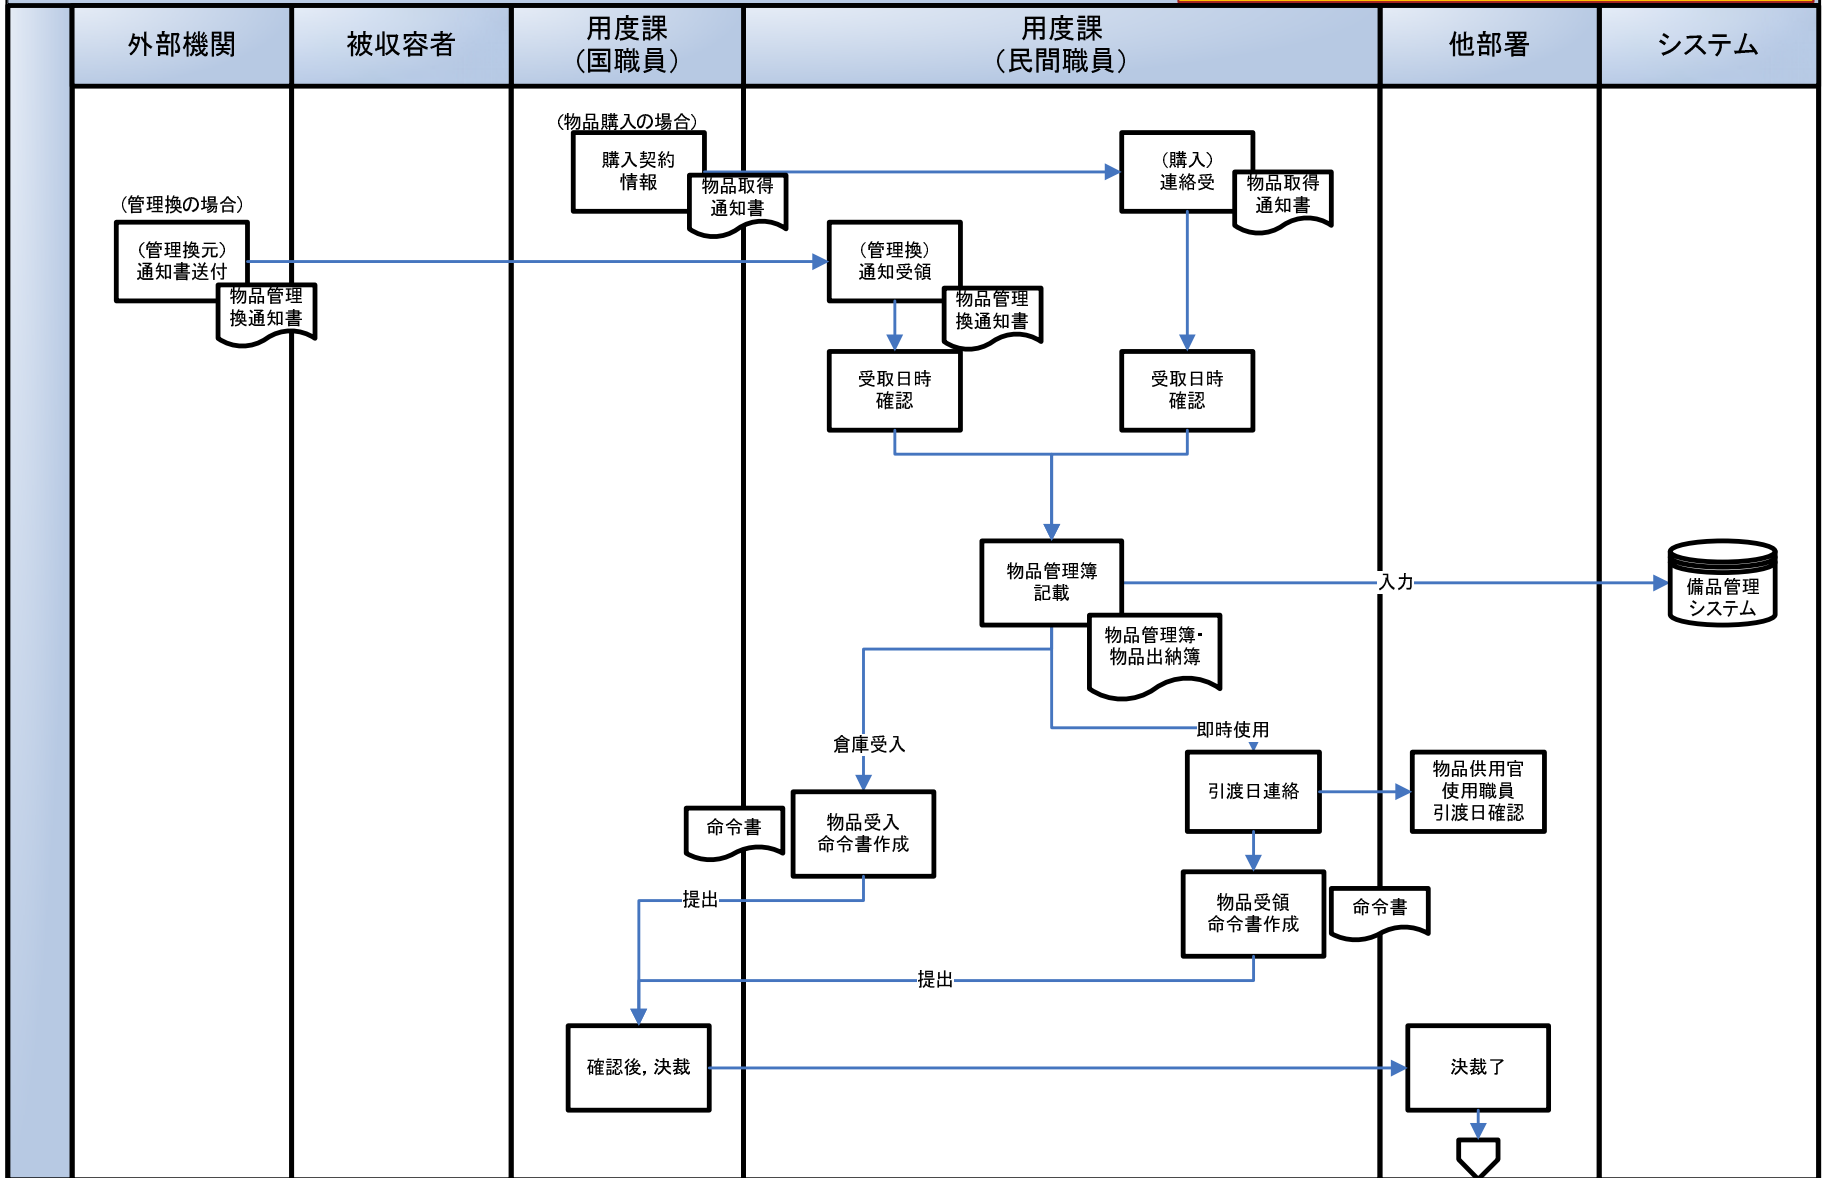 外部機関
被収容者
用度課
（国職員）
用度課
（民間職員）
他部署
システム
（物品購入の場合）
購入契約
情報
物品取得
通知書
（購入）
連絡受
物品取得
通知書
（管理換の場合）
（管理換元）
通知書送付
物品管理
換通知書
（管理換）
通知受領
物品管理
換通知書
受取日時
確認
受取日時
確認
物品管理簿
記載
入力
備品管理
システム
物品管理簿・
物品出納簿
即時使用
倉庫受入
引渡日連絡
物品供用官
使用職員
引渡日確認
命令書
物品受入
命令書作成
提出
物品受領
命令書作成
命令書
提出
確認後，決裁
決裁了